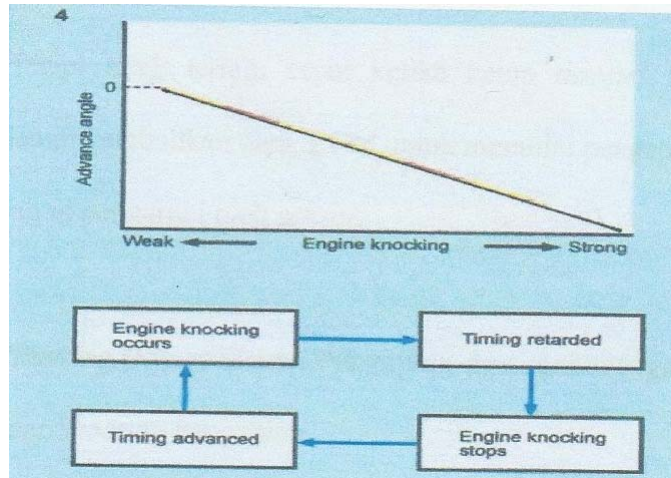 4
Advance angle
0
Weak Engine knocking Strong
Engine knocking
occurs
Timing retarded
Timing advanced
Engine knocking
stops